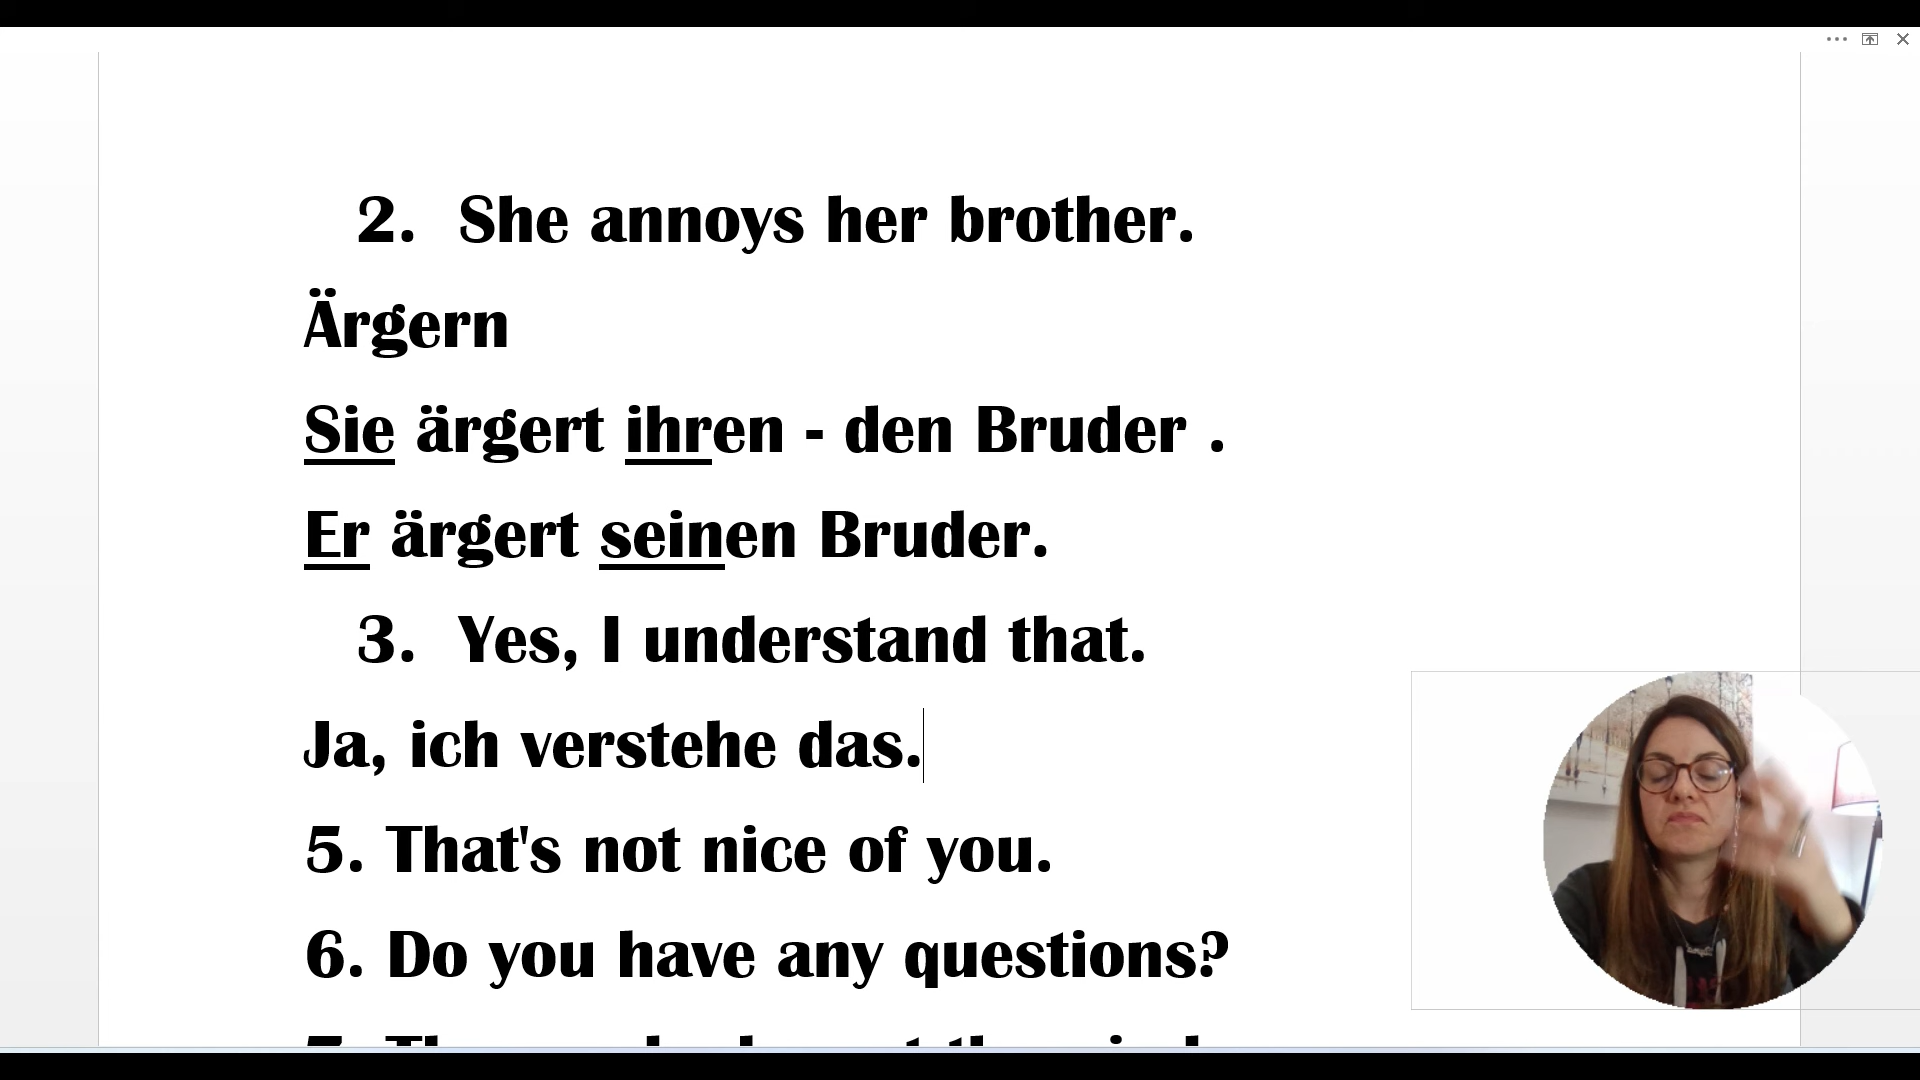 2. She annoys her brother.
Ärgern
Sie ärgert ihren - den Bruder .
Er ärgert seinen Bruder.
3. Yes, I understand that.
Ja, ich verstehe das.
5. That's not nice of you.
6. Do you have any questions?